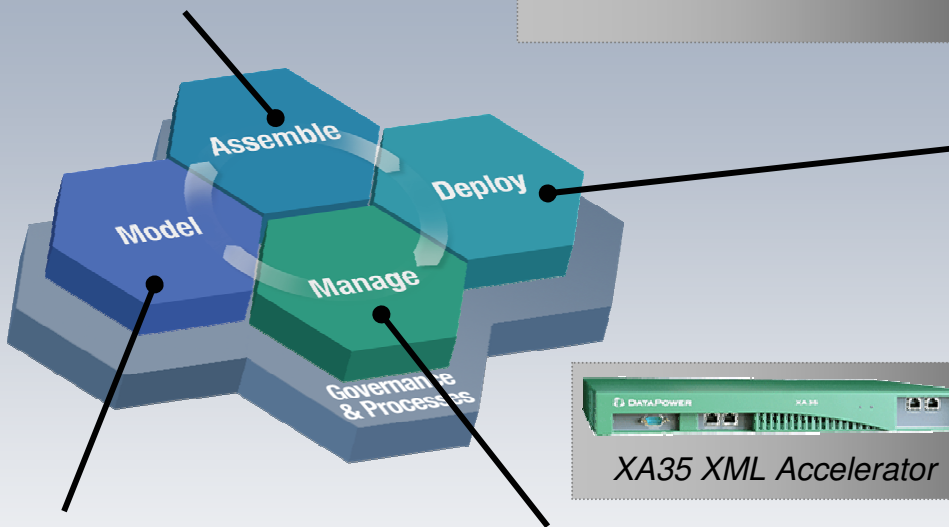 Assemble
Deploy
Model
Manage
Governance
& Processes
DATAPOWER
XA35
XA35 XML Accelerator